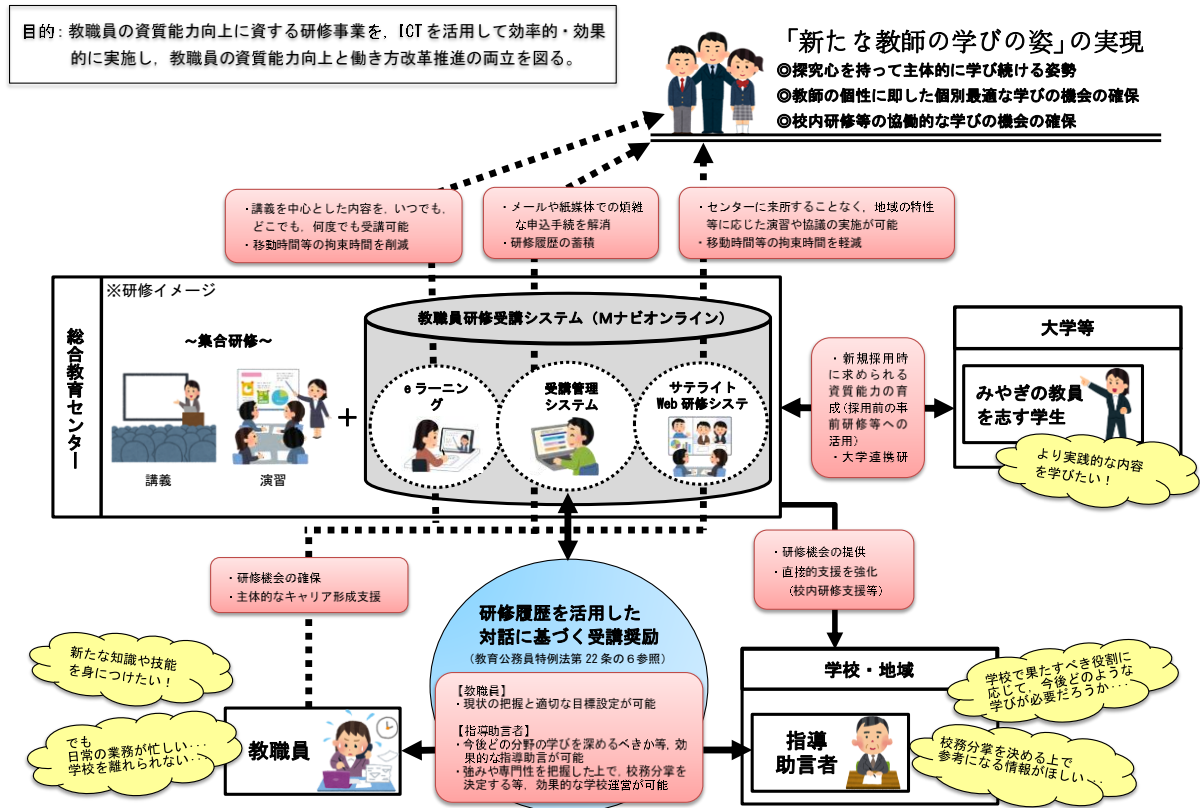 目的：教職員の資質能力向上に資する研修事業を，ICTを活用して効率的・効果
的に実施し，教職員の資質能力向上と働き方改革推進の両立を図る。
「新たな教師の学びの姿」の実現
◎探究心を持って主体的に学び続ける姿勢
◎教師の個性に即した個別最適な学びの機会の確保
◎校内研修等の協働的な学びの機会の確保
・講義を中心とした内容を，いつでも，
どこでも，何度でも受講可能
・移動時間等の拘束時間を削減
・メールや紙媒体での煩雑
な申込手続を解消
・研修履歴の蓄積
・センターに来所することなく，地域の特性
等に応じた演習や協議の実施が可能
・移動時間等の拘束時間を軽減
総合教育センター
※研修イメージ
～集合研修～
講義
演習
＋
教職員研修受講システム（Mナビオンライン）
eラーニン
グ
受講管理
システム
サテライト
Web研修システ
・新規採用時
に求められる
資質能力の育
成(採用前の事
前研修等への
活用)
・大学連携研
大学等
みやぎの教員
を志す学生
より実践的な内容
を学びたい！
・研修機会の確保
・主体的なキャリア形成支援
・研修機会の提供
・直接的支援を強化
（校内研修支援等）
研修履歴を活用した
対話に基づく受講奨励
（教育公務員特例法第22条の6参照）
【教職員】
・現状の把握と適切な目標設定が可能
【指導助言者】
・今後どの分野の学びを深めるべきか等，効
果的な指導助言が可能
・強みや専門性を把握した上で，校務分掌を
決定する等，効果的な学校運営が可能
新たな知識や技能
を身につけたい！
でも
日常の業務が忙しい・・・
学校を離れられない・・・
教職員
学校・地域
指導
助言者
学校で果たすべき役割に
応じて，今後どのような
学びが必要だろうか・・・
校務分掌を決める上で
参考になる情報がほしい・・・